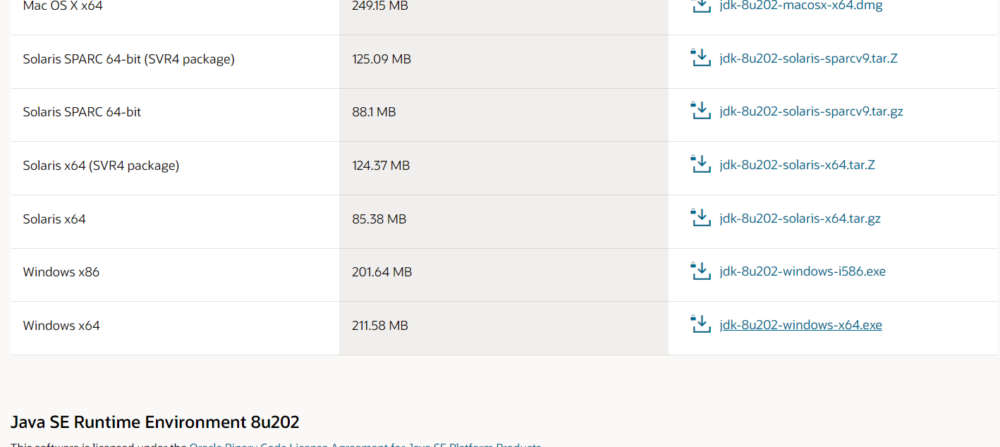 Mac OS X x64 249.15 MB jdk-8u202-macosx-x64.dmg
Solaris SPARC 64-bit (SVR4 package) 125.09 MB jdk-8u202-solaris-sparcv9.tar.Z
Solaris SPARC 64-bit 88.1 MB jdk-8u202-solaris-sparcv9.tar.gz
Solaris x64 (SVR4 package) 124.37 MB jdk-8u202-solaris-x64.tar.Z
Solaris x64 85.38 MB jdk-8u202-solaris-x64.tar.gz
Windows x86 201.64 MB jdk-8u202-windows-i586.exe
Windows x64 211.58 MB jdk-8u202-windows-x64.exe
Java SE Runtime Environment 8u202
This software is licensed under the Oracle Binary Code License Agreement for Java SE Platform Products